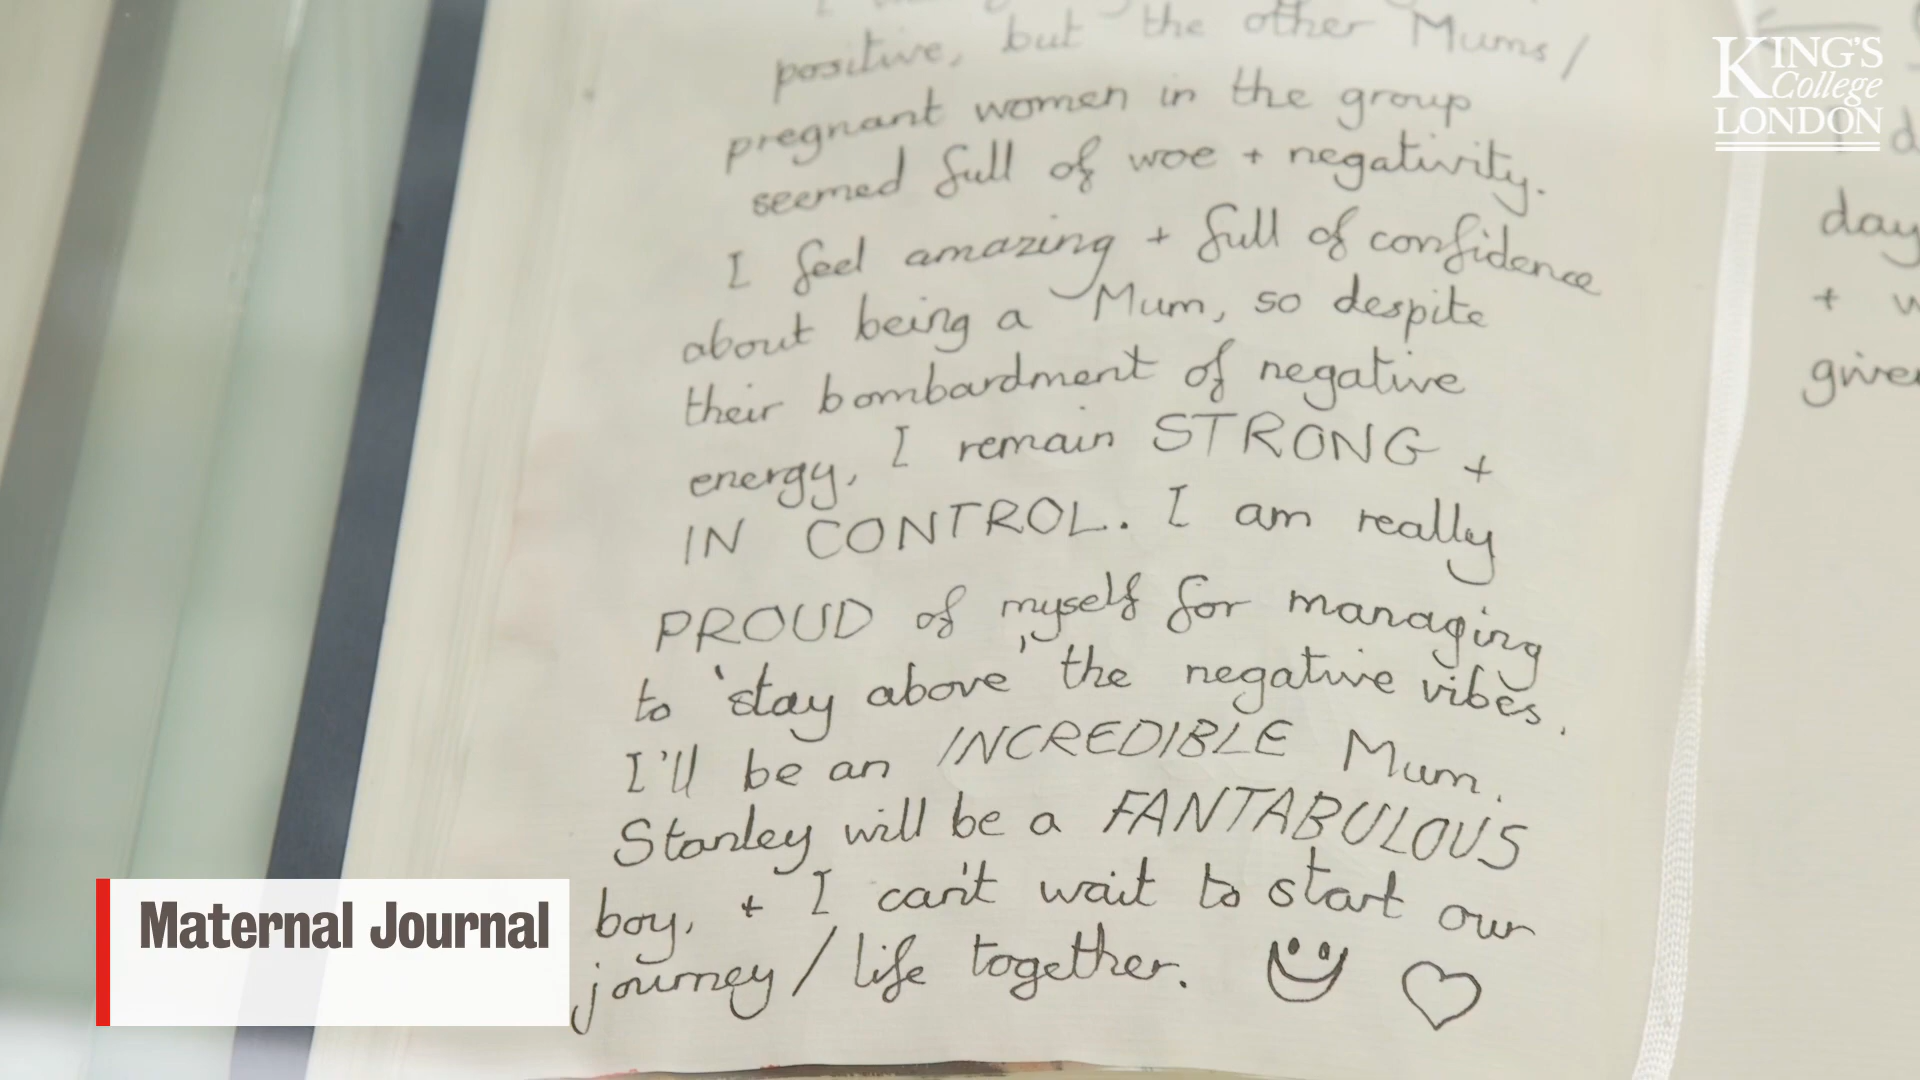 positive, but the other Mums/
pregnant women in the group
seemed full of woe + negativity.
I feel amazing + full of confidence
about being a Mum, so despite
their bombardment of negative
energy, I remain STRONG +
IN CONTROL. I am really
PROUD of myself for managing
to 'stay above' the negative vibes.
I'll be an INCREDIBLE Mum.
Stanley will be a FANTABULOUS
boy, + I can't wait to start our
journey / life together.
day
+ w
given
KING'S
College
LONDON
Maternal Journal